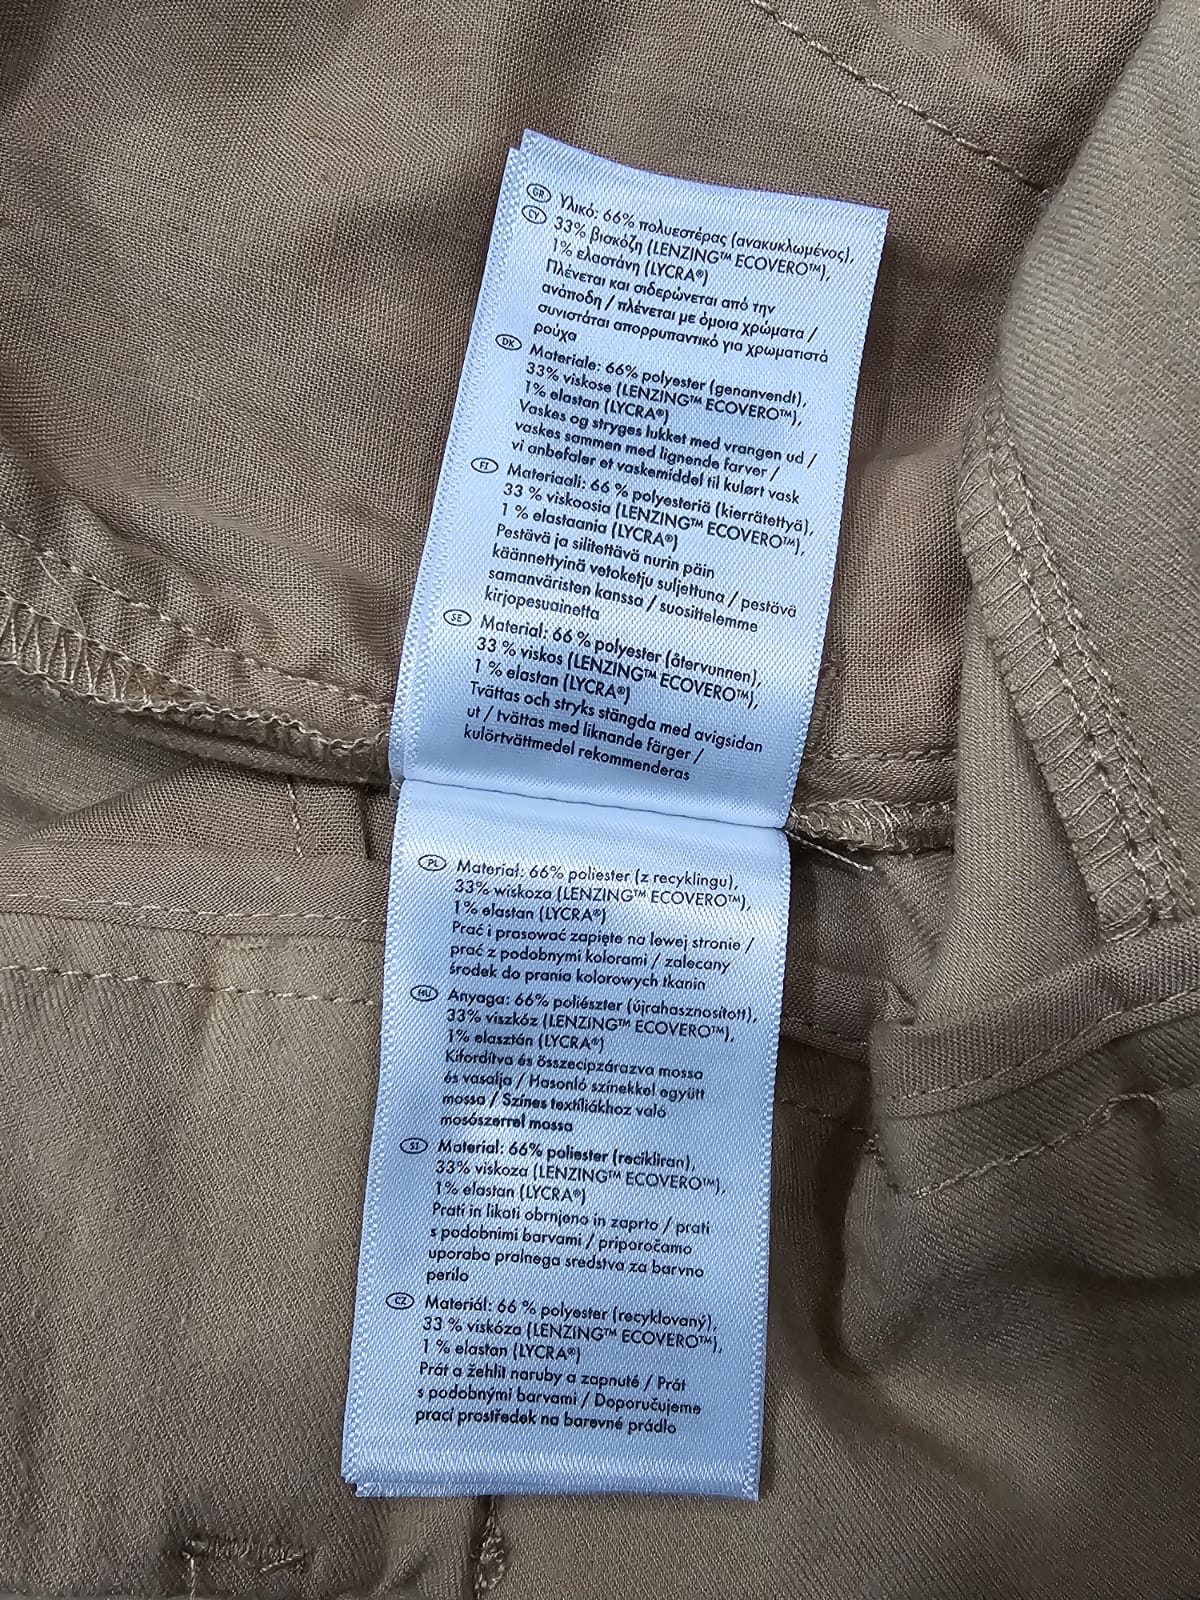 GR Υλικό: 66% πολυεστέρας (ανακυκλωμένος),
CY 33% βισκόζη (LENZING™ ECOVERO™),
1% ελαστάνη (LYCRA®)
Πλένεται και σιδερώνεται από την
ανάποδη / πλένεται με όμοια χρώματα /
συνιστάται απορρυπαντικό για χρωματιστά
ρούχα
DK Materiale: 66% polyester (genanvendt),
33% viskose (LENZING™ ECOVERO™),
1% elastan (LYCRA®)
Vaskes og stryges lukket med vrangen ud /
vaskes sammen med lignende farver /
vi anbefaler et vaskemiddel til kulørt vask
FI Materiaali: 66 % polyesteriä (kierrätettyä),
33 % viskoosia (LENZING™ ECOVERO™),
1 % elastaania (LYCRA®)
Pestävä ja silitettävä nurin päin
käännettyinä vetoketju suljettuna / pestävä
samanväristen kanssa / suosittelemme
kirjopesuainetta
SE Material: 66 % polyester (återvunnen),
33 % viskos (LENZING™ ECOVERO™),
1 % elastan (LYCRA®)
Tvättas och stryks stängda med avigsidan
ut / tvättas med liknande färger /
kulörtvättmedel rekommenderas
PL Materiał: 66% poliester (z recyklingu),
33% wiskoza (LENZING™ ECOVERO™),
1% elastan (LYCRA®)
Prać i prasować zapięte na lewej stronie /
prać z podobnymi kolorami / zalecany
środek do prania kolorowych tkanin
HU Anyaga: 66% poliészter (újrahasznosított),
33% viszkóz (LENZING™ ECOVERO™),
1% elasztán (LYCRA®)
Kifordítva és összecipzárazva mossa
és vasalja / Hasonló színekkel együtt
mossa / Színes textíliákhoz való
mosószerrel mossa
SI Material: 66% poliester (recikliran),
33% viskoza (LENZING™ ECOVERO™),
1% elastan (LYCRA®)
Prati in likati obrnjeno in zaprto / prati
s podobnimi barvami / priporočamo
uporabo pralnega sredstva za barvno
perilo
CZ Materiál: 66 % polyester (recyklovaný),
33 % viskóza (LENZING™ ECOVERO™),
1 % elastan (LYCRA®)
Prát a žehlit naruby a zapnuté / Prát
s podobnými barvami / Doporučujeme
prací prostředek na barevné prádlo